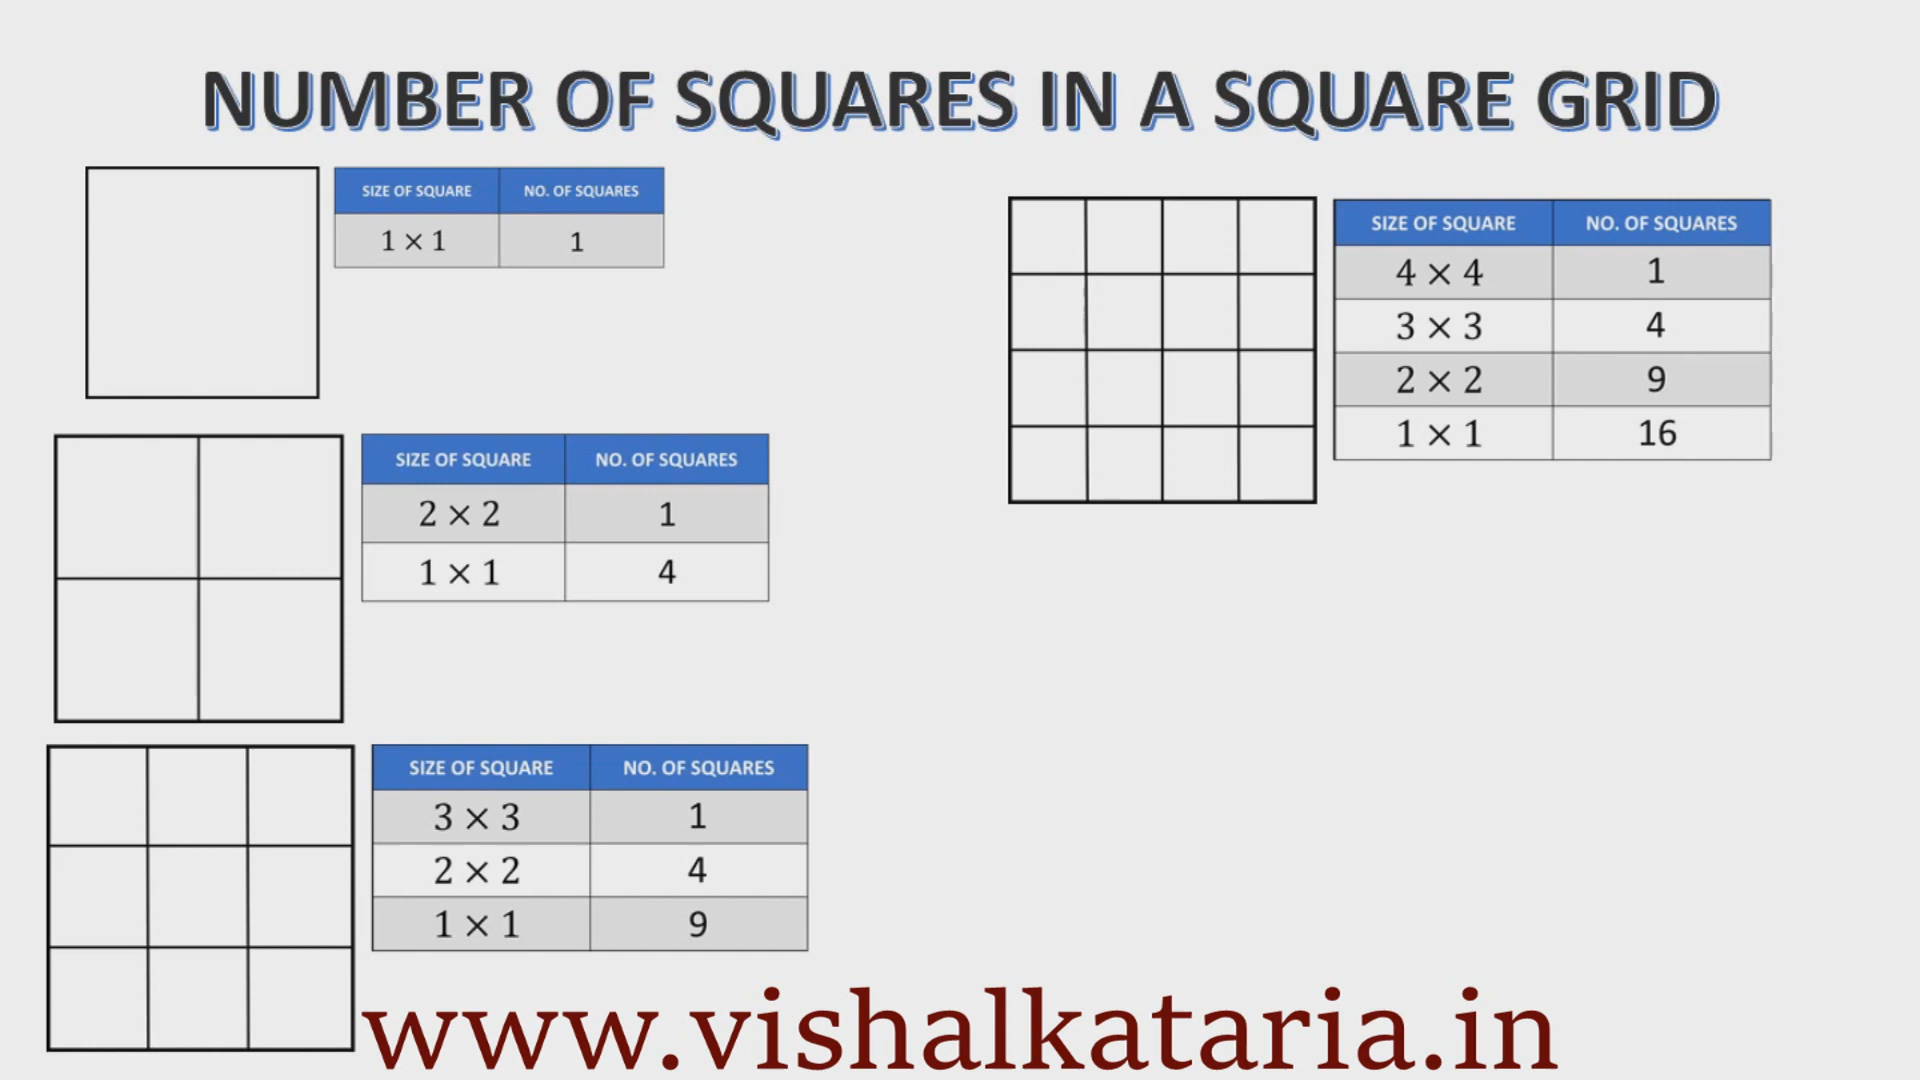 NUMBER OF SQUARES IN A SQUARE GRID
SIZE OF SQUARE NO. OF SQUARES
1 × 1 1
SIZE OF SQUARE NO. OF SQUARES
2 × 2 1
1 × 1 4
SIZE OF SQUARE NO. OF SQUARES
3 × 3 1
2 × 2 4
1 × 1 9
SIZE OF SQUARE NO. OF SQUARES
4 × 4 1
3 × 3 4
2 × 2 9
1 × 1 16
www.vishalkataria.in